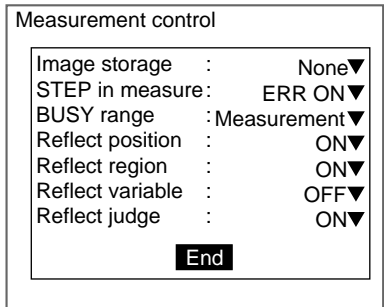 Measurement control
Image storage : None▼
STEP in measure: ERR ON▼
BUSY range : Measurement▼
Reflect position : ON▼
Reflect region : ON▼
Reflect variable : OFF▼
Reflect judge : ON▼
End